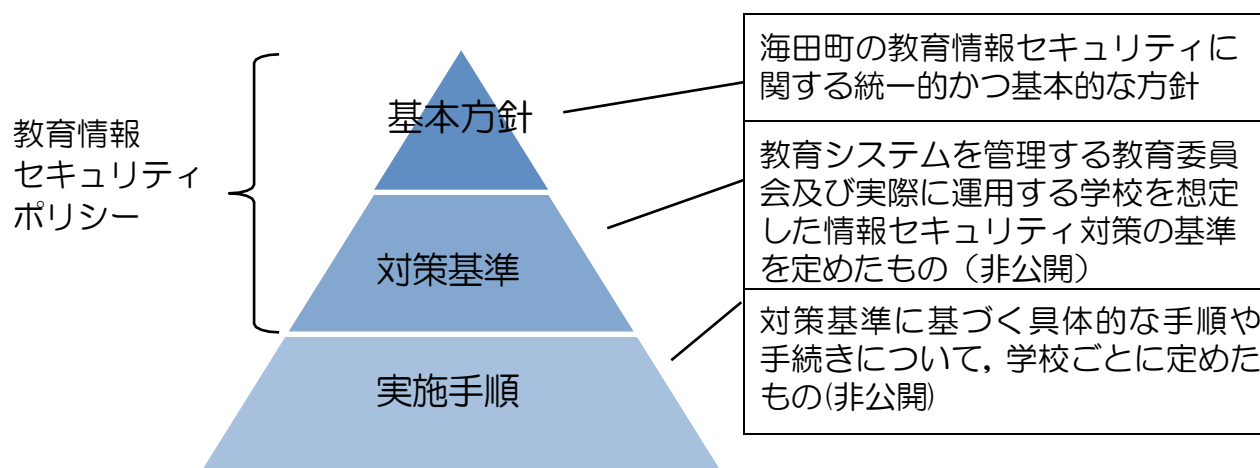 教育情報
セキュリティ
ポリシー
基本方針
対策基準
実施手順
海田町の教育情報セキュリティに
関する統一的かつ基本的な方針
教育システムを管理する教育委員
会及び実際に運用する学校を想定
した情報セキュリティ対策の基準
を定めたもの（非公開）
対策基準に基づく具体的な手順や
手続きについて，学校ごとに定めた
もの(非公開)